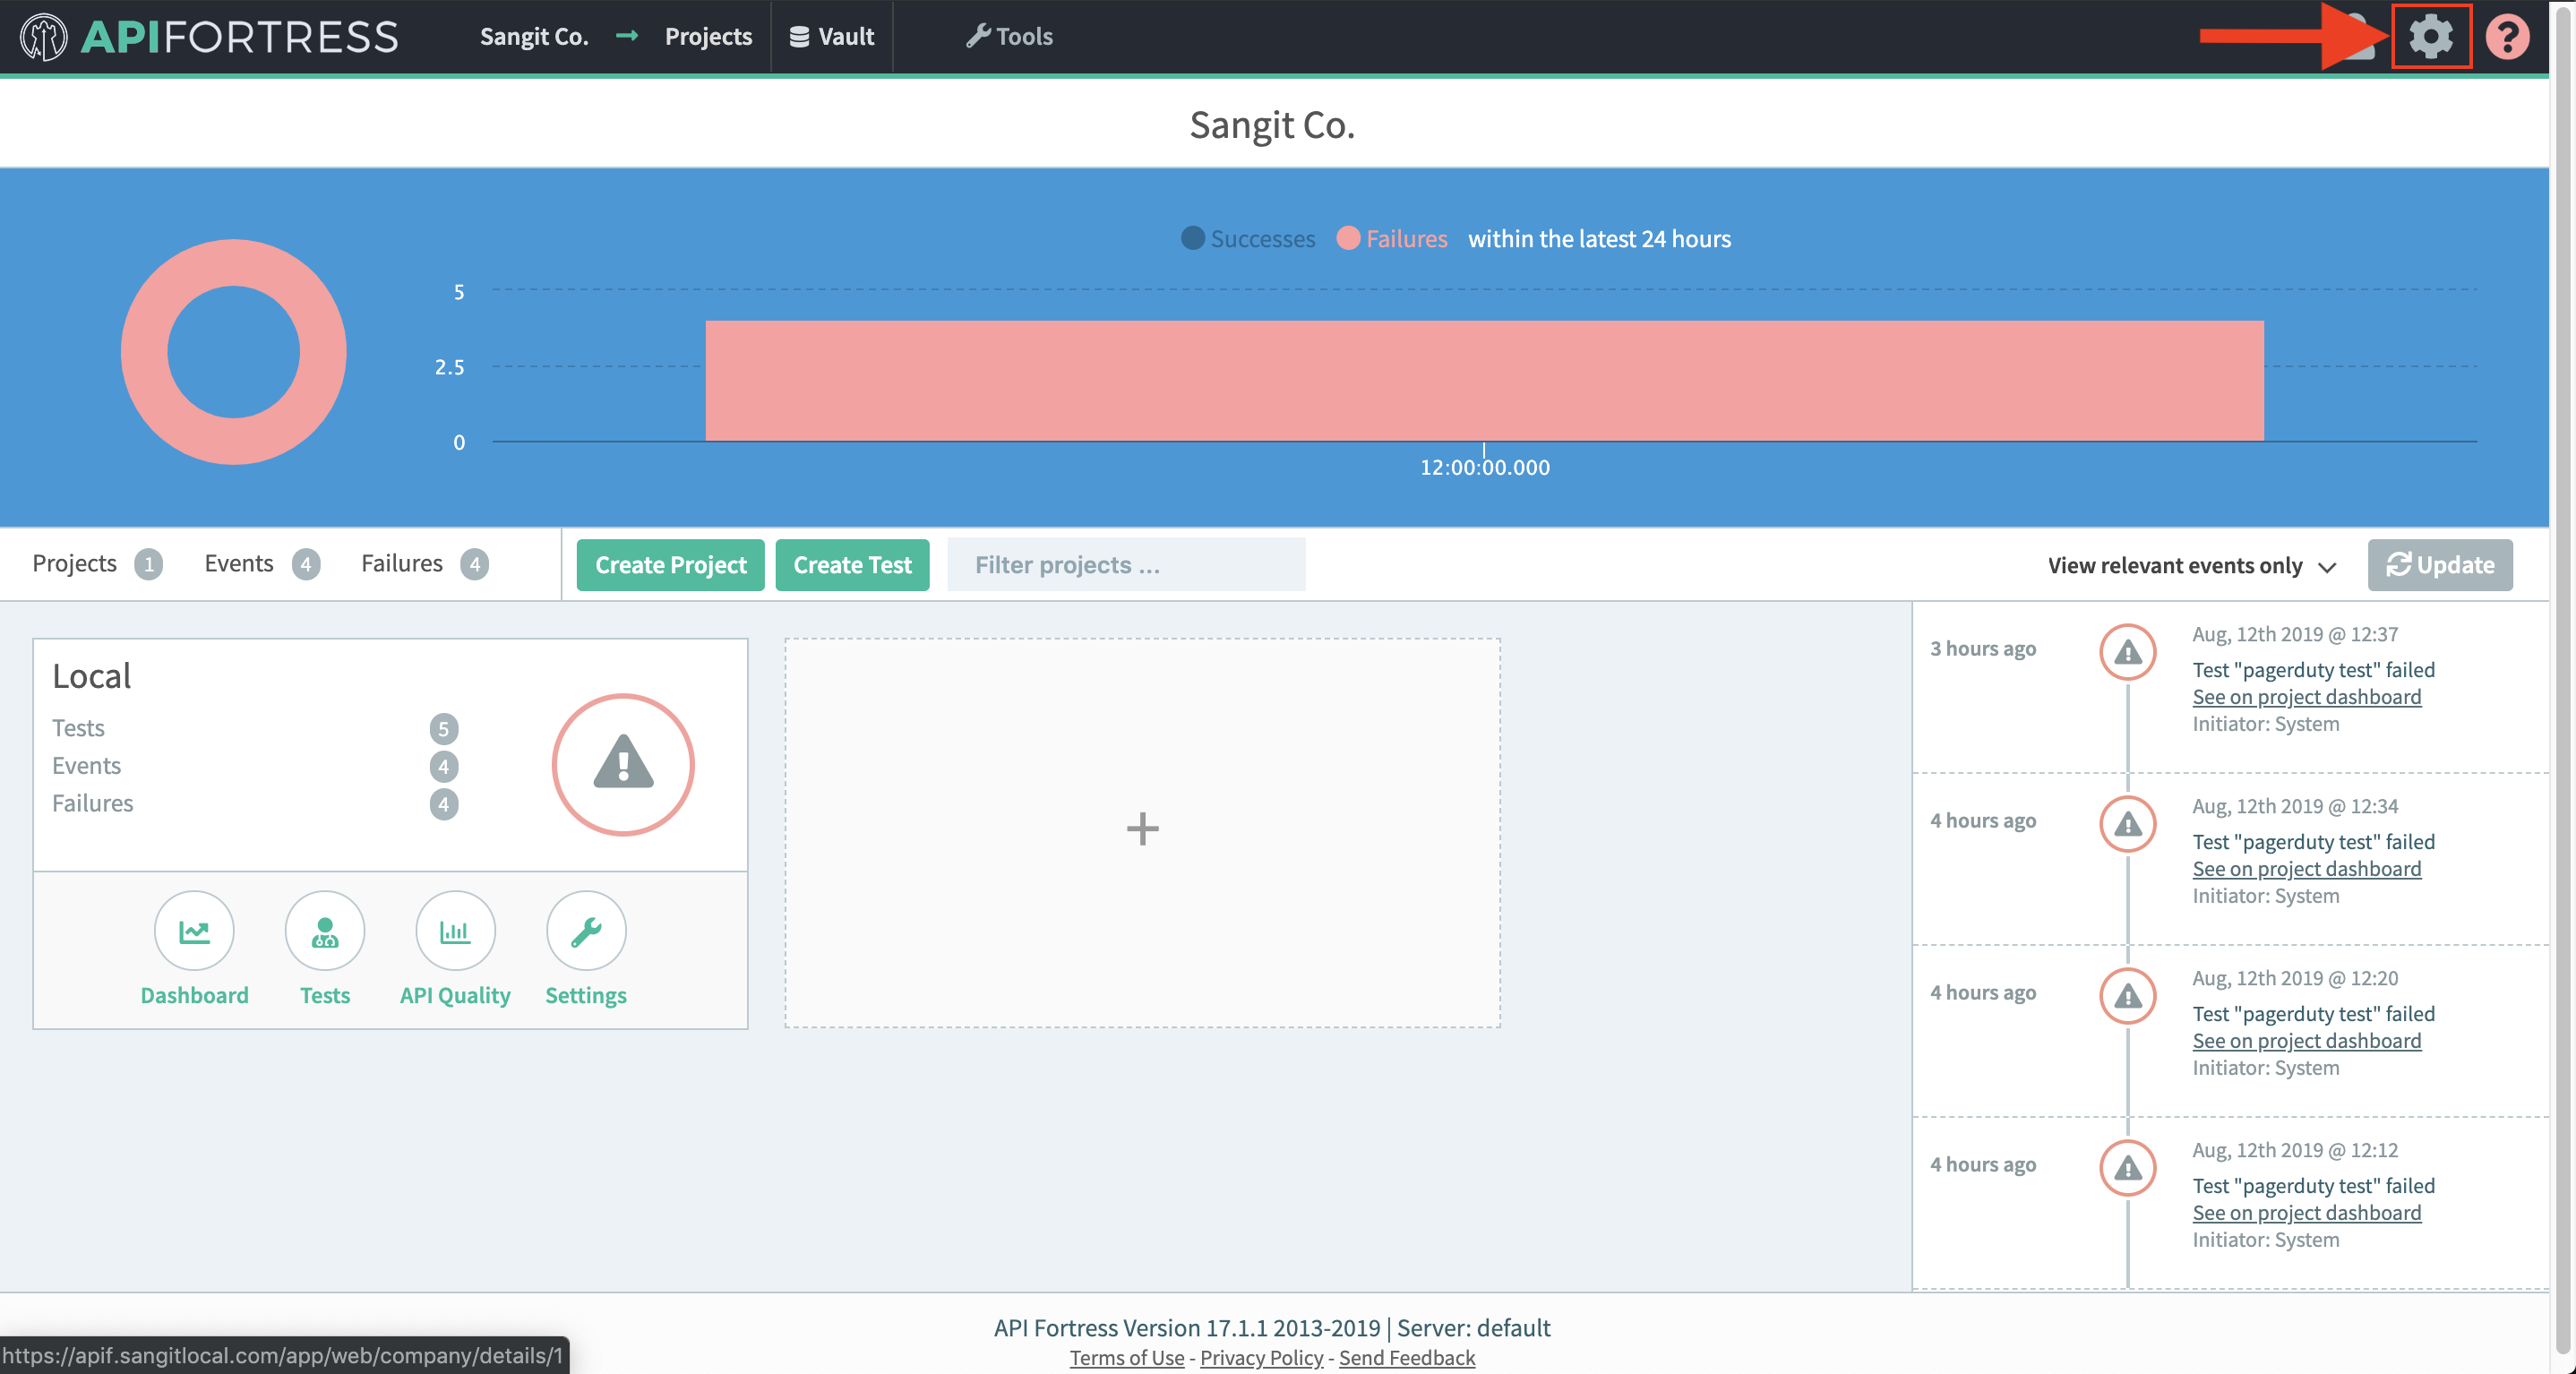 APIFORTRESS
Sangit Co. → Projects Vault Tools ?
Sangit Co.
Successes Failures within the latest 24 hours
5
2.5
0
12:00:00.000
Projects 1 Events 4 Failures 4
Create Project Create Test Filter projects ...
View relevant events only Update
Local
Tests 5
Events 4
Failures 4
Dashboard Tests API Quality Settings
+
3 hours ago
Aug, 12th 2019 @ 12:37
Test "pagerduty test" failed
See on project dashboard
Initiator: System
4 hours ago
Aug, 12th 2019 @ 12:34
Test "pagerduty test" failed
See on project dashboard
Initiator: System
4 hours ago
Aug, 12th 2019 @ 12:20
Test "pagerduty test" failed
See on project dashboard
Initiator: System
4 hours ago
Aug, 12th 2019 @ 12:12
Test "pagerduty test" failed
See on project dashboard
Initiator: System
API Fortress Version 17.1.1 2013-2019 | Server: default
Terms of Use - Privacy Policy - Send Feedback
https://apif.sangitlocal.com/app/web/company/details/1